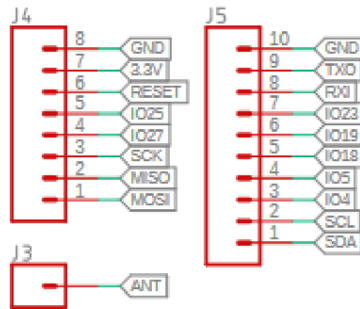 J4
8 GND
7 3.3V
6 RESET
5 IO25
4 IO27
3 SCK
2 MISO
1 MOSI
J3
ANT
J5
10 GND
9 TXO
8 RXI
7 IO23
6 IO19
5 IO18
4 IO5
3 IO4
2 SCL
1 SDA